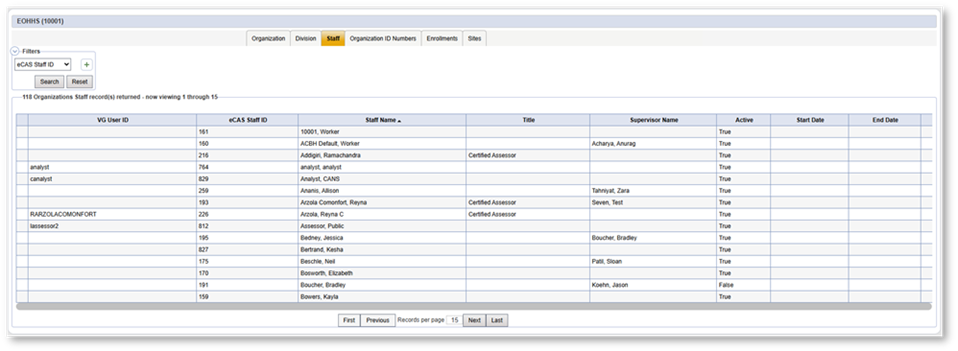 EOHHS (10001)
Organization Division Staff Organization ID Numbers Enrollments Sites
Filters
eCAS Staff ID +
Search Reset
118 Organizations Staff record(s) returned - now viewing 1 through 15
VG User ID eCAS Staff ID Staff Name Title Supervisor Name Active Start Date End Date
161 10001, Worker True
160 ACBH Default, Worker Acharya, Anurag True
216 Addigiri, Ramachandra Certified Assessor True
analyst 764 analyst, analyst True
canalyst 829 Analyst, CANS True
259 Ananis, Allison Tahniyat, Zara True
193 Arzola Comonfort, Reyna Certified Assessor Seven, Test True
RARZOLACOMONFORT 226 Arzola, Reyna C Certified Assessor True
lassessor2 812 Assessor, Public True
195 Bedney, Jessica Boucher, Bradley True
827 Bertrand, Kesha True
175 Beschle, Neil Patil, Sloan True
170 Bosworth, Elizabeth True
191 Boucher, Bradley Koehn, Jason False
159 Bowers, Kayla True
First Previous Records per page 15 Next Last